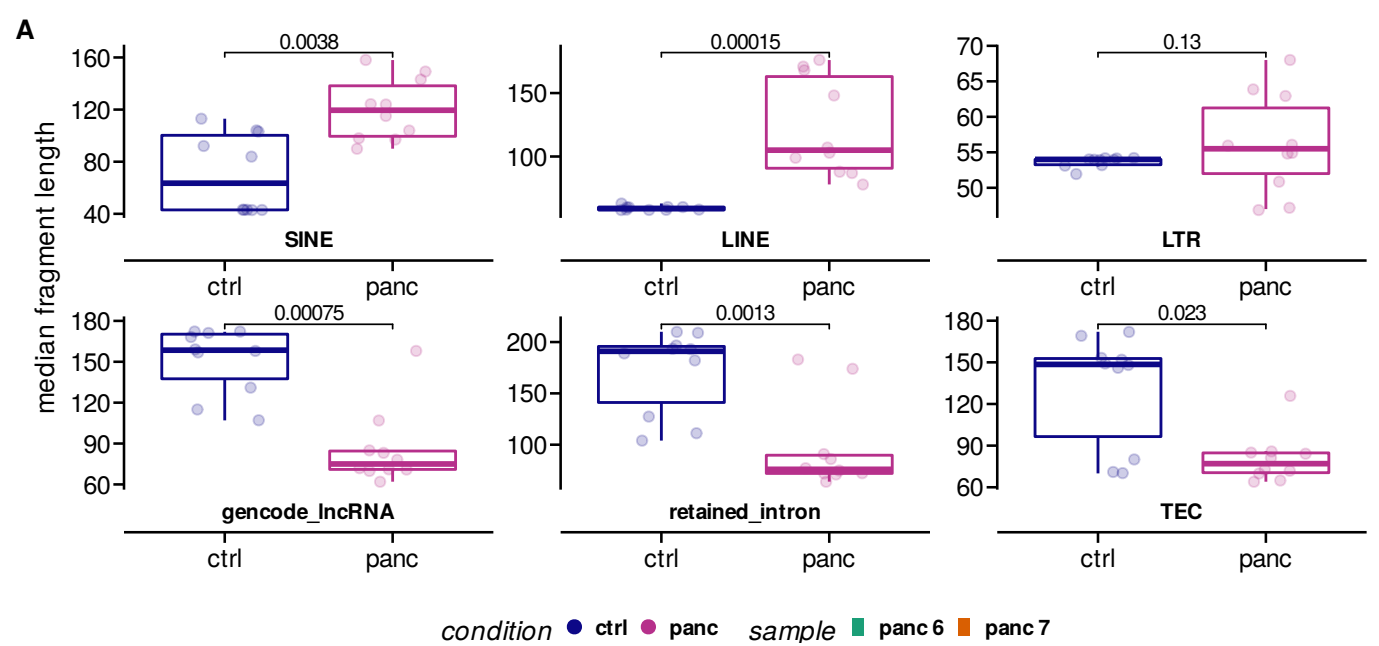 A
median fragment length
0.0038
160
120
80
40
SINE
ctrl panc
0.00015
150
100
LINE
ctrl panc
0.13
70
65
60
55
50
LTR
ctrl panc
0.00075
180
150
120
90
60
gencode_lncRNA
ctrl panc
0.0013
200
150
100
retained_intron
ctrl panc
0.023
180
150
120
90
60
TEC
ctrl panc
condition ctrl panc sample panc 6 panc 7